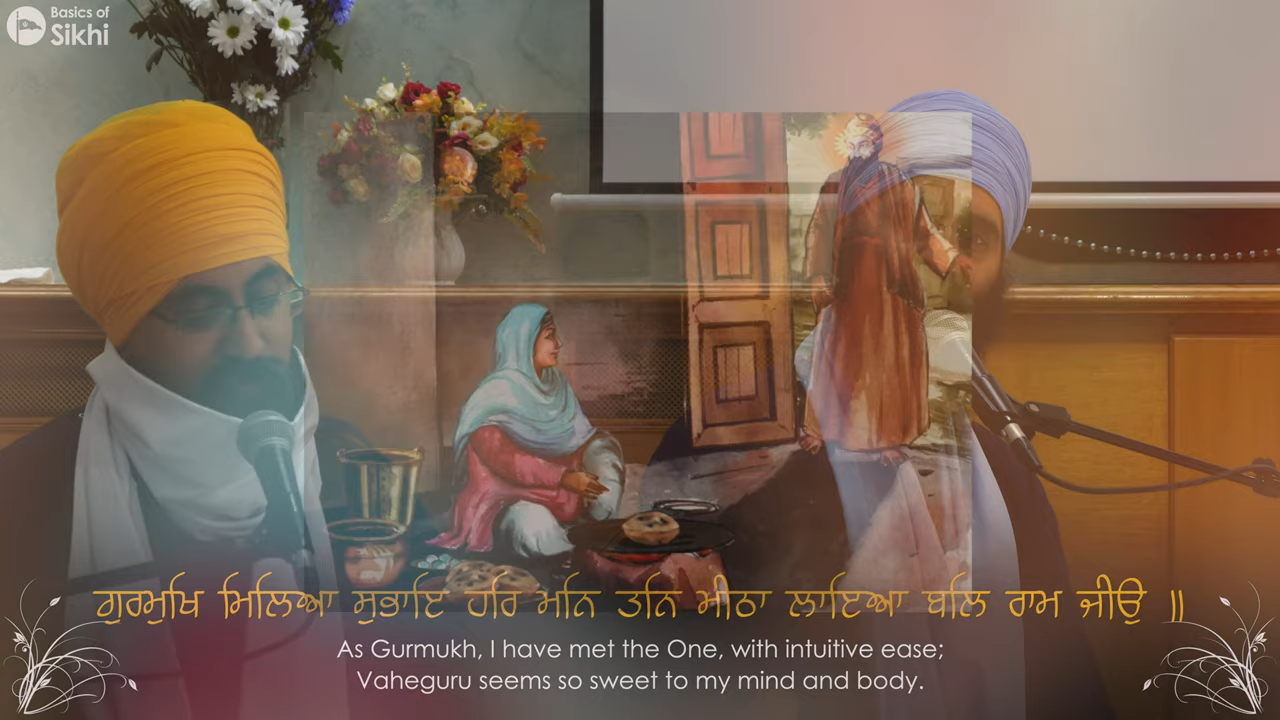 Basics of
Sikhi
ਗੁਰਮੁਖਿ ਮਿਲਿਆ ਸੁਭਾਇ ਹਰਿ ਮਨਿ ਤਨਿ ਮੀਠਾ ਲਾਇਆ ਬਲਿ ਰਾਮ ਜੀਉ ॥
As Gurmukh, I have met the One, with intuitive ease;
Vaheguru seems so sweet to my mind and body.